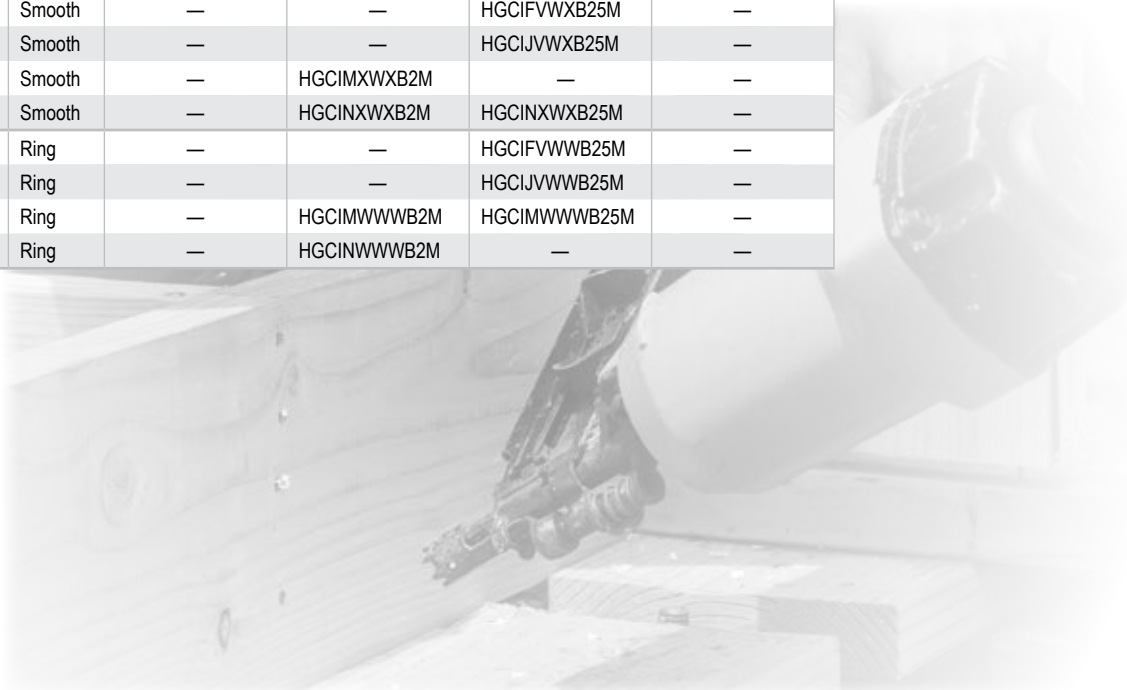 Smooth — — HGCIFVWXB25M —
Smooth — — HGCIJVWXB25M —
Smooth — HGCIMXWXB2M — —
Smooth — HGCINXWXB2M HGCINXWXB25M —
Ring — — HGCIFVWWB25M —
Ring — — HGCIJVWWB25M —
Ring — HGCIMWWWB2M HGCIMWWWB25M —
Ring — HGCINWWWB2M — —